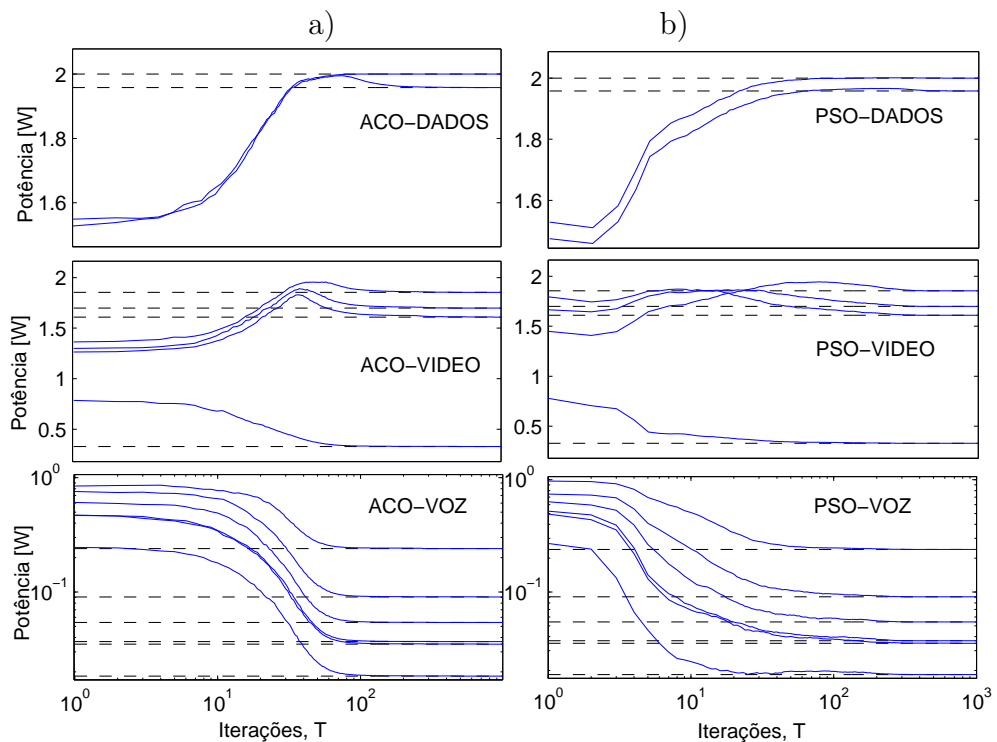 a)
b)
Potência [W]
2
1.8
1.6
ACO−DADOS
Potência [W]
2
1.8
1.6
PSO−DADOS
Potência [W]
2
1.5
1
0.5
ACO−VIDEO
Potência [W]
2
1.5
1
0.5
PSO−VIDEO
Potência [W]
10^0
10^−1
ACO−VOZ
10^0 10^1 10^2
Iterações, T
Potência [W]
10^0
10^−1
PSO−VOZ
10^0 10^1 10^2 10^3
Iterações, T